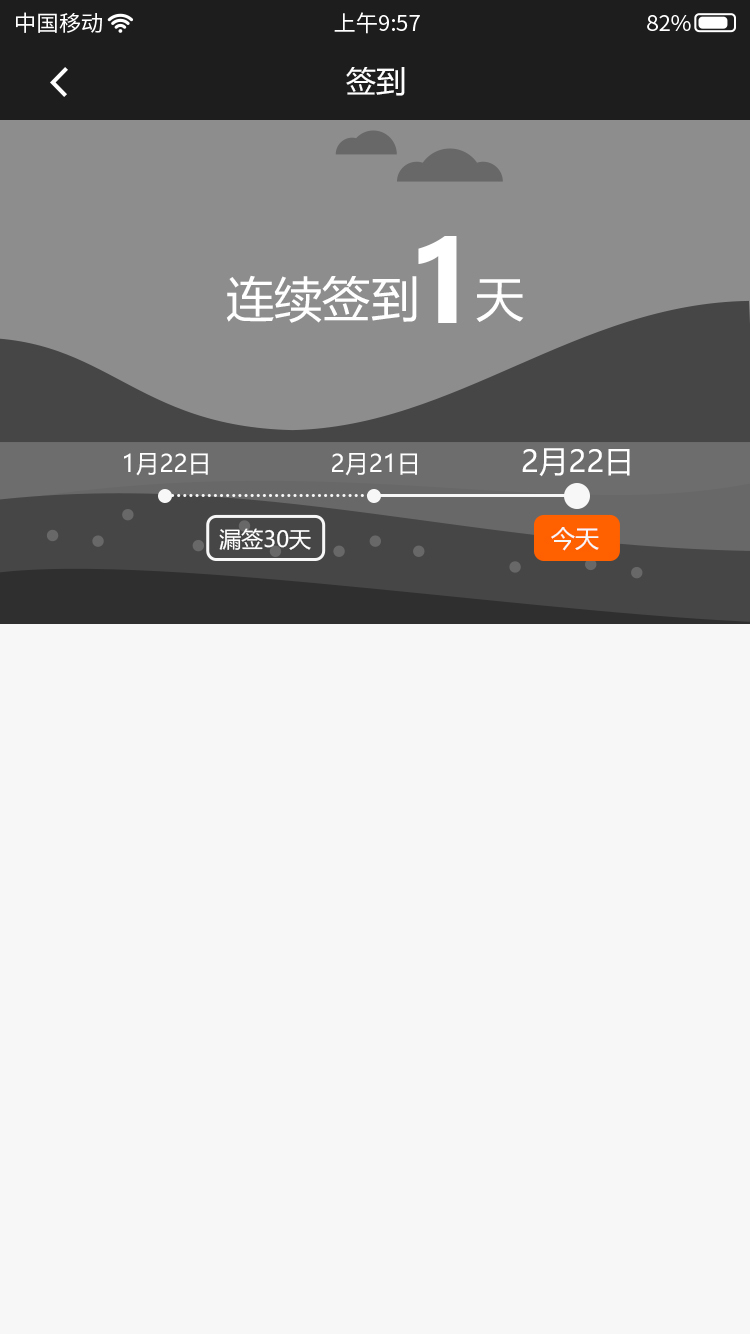 中国移动 上午9:57 82%
签到
连续签到1天
1月22日 2月21日 2月22日
漏签30天 今天